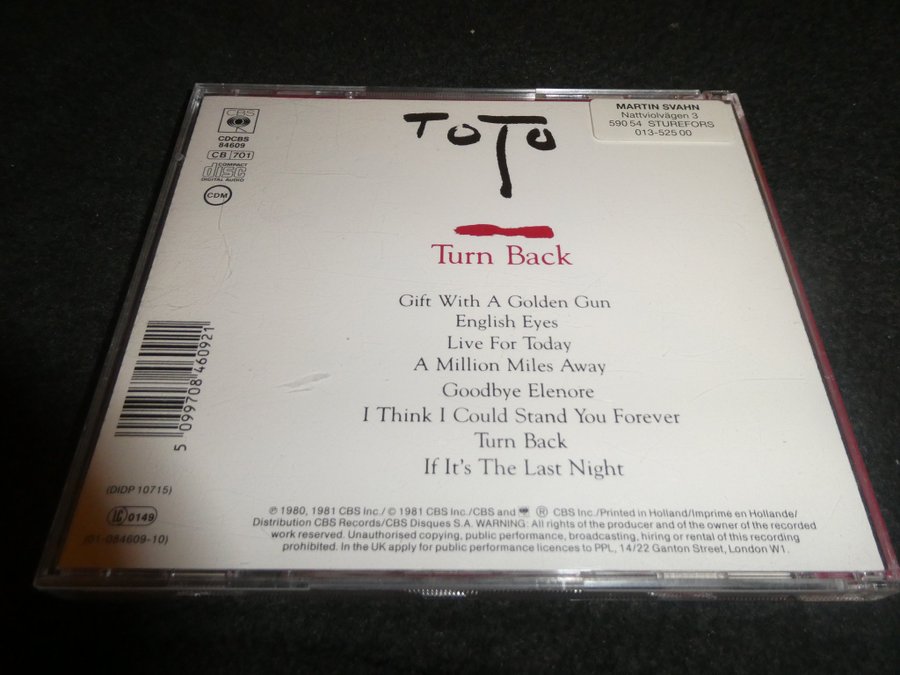 CBS
CDCBS
84609
CB 701
COMPACT
disc
DIGITAL AUDIO
CDM
TOTO
MARTIN SVAHN
Nattviolvägen 3
590 54 STUREFORS
013-525 00
Turn Back
Gift With A Golden Gun
English Eyes
Live For Today
A Million Miles Away
Goodbye Elenore
I Think I Could Stand You Forever
Turn Back
If It's The Last Night
5 099708 460921
(DIDP 10715)
LC 0149
(01-084609-10)
℗ 1980, 1981 CBS Inc./ © 1981 CBS Inc./CBS and ® CBS Inc./Printed in Holland/Imprimé en Hollande/
Distribution CBS Records/CBS Disques S.A. WARNING: All rights of the producer and of the owner of the recorded
work reserved. Unauthorised copying, public performance, broadcasting, hiring or rental of this recording
prohibited. In the UK apply for public performance licences to PPL, 14/22 Ganton Street, London W1.